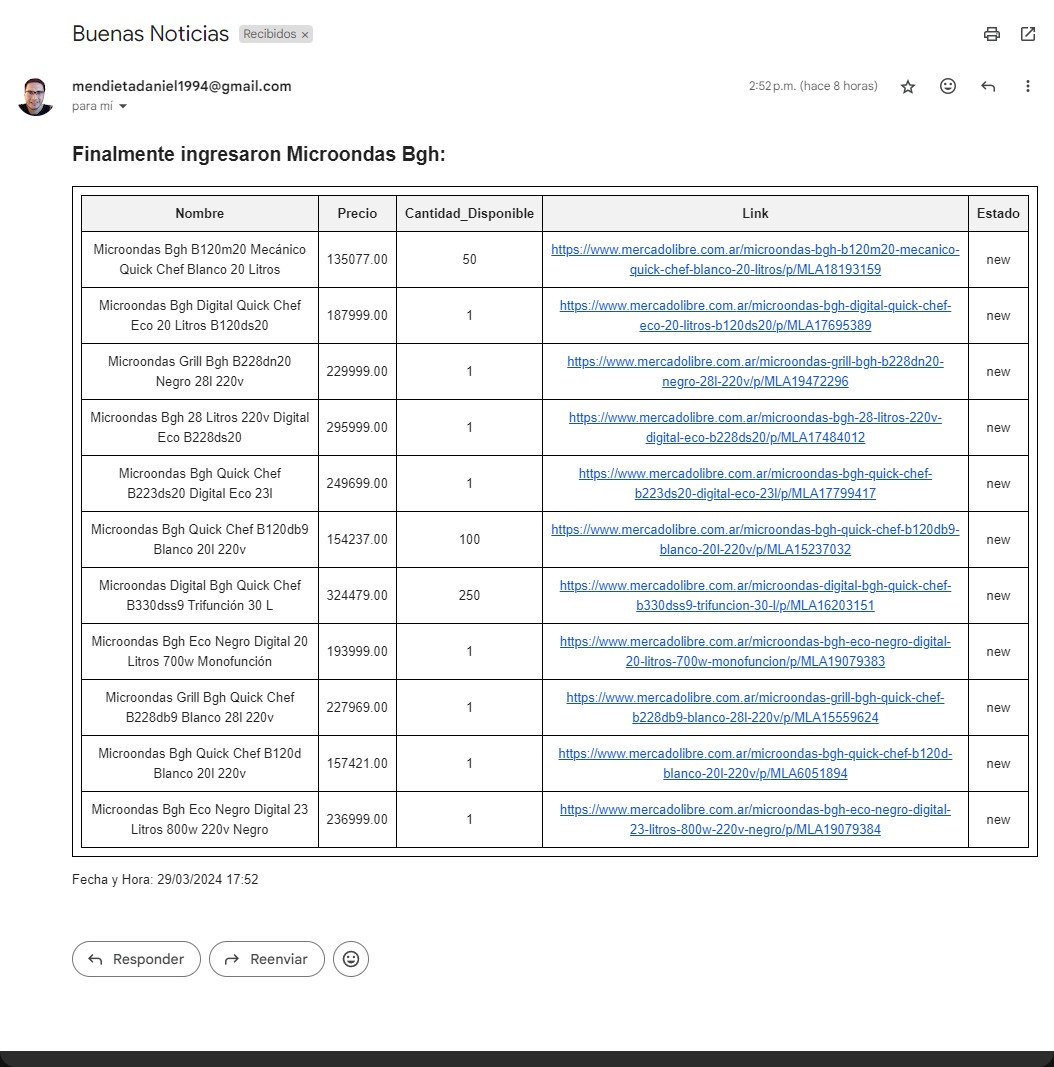 Buenas Noticias Recibidos ×
mendietadaniel1994@gmail.com 2:52 p.m. (hace 8 horas)
para mí
Finalmente ingresaron Microondas Bgh:
Nombre Precio Cantidad_Disponible Link Estado
Microondas Bgh B120m20 Mecánico
Quick Chef Blanco 20 Litros
135077.00
50
https://www.mercadolibre.com.ar/microondas-bgh-b120m20-mecanico-
quick-chef-blanco-20-litros/p/MLA18193159
new
Microondas Bgh Digital Quick Chef
Eco 20 Litros B120ds20
187999.00
1
https://www.mercadolibre.com.ar/microondas-bgh-digital-quick-chef-
eco-20-litros-b120ds20/p/MLA17695389
new
Microondas Grill Bgh B228dn20
Negro 28l 220v
229999.00
1
https://www.mercadolibre.com.ar/microondas-grill-bgh-b228dn20-
negro-28l-220v/p/MLA19472296
new
Microondas Bgh 28 Litros 220v Digital
Eco B228ds20
295999.00
1
https://www.mercadolibre.com.ar/microondas-bgh-28-litros-220v-
digital-eco-b228ds20/p/MLA17484012
new
Microondas Bgh Quick Chef
B223ds20 Digital Eco 23l
249699.00
1
https://www.mercadolibre.com.ar/microondas-bgh-quick-chef-
b223ds20-digital-eco-23l/p/MLA17799417
new
Microondas Bgh Quick Chef B120db9
Blanco 20l 220v
154237.00
100
https://www.mercadolibre.com.ar/microondas-bgh-quick-chef-b120db9-
blanco-20l-220v/p/MLA15237032
new
Microondas Digital Bgh Quick Chef
B330dss9 Trifunción 30 L
324479.00
250
https://www.mercadolibre.com.ar/microondas-digital-bgh-quick-chef-
b330dss9-trifuncion-30-l/p/MLA16203151
new
Microondas Bgh Eco Negro Digital 20
Litros 700w Monofunción
193999.00
1
https://www.mercadolibre.com.ar/microondas-bgh-eco-negro-digital-
20-litros-700w-monofuncion/p/MLA19079383
new
Microondas Grill Bgh Quick Chef
B228db9 Blanco 28l 220v
227969.00
1
https://www.mercadolibre.com.ar/microondas-grill-bgh-quick-chef-
b228db9-blanco-28l-220v/p/MLA15559624
new
Microondas Bgh Quick Chef B120d
Blanco 20l 220v
157421.00
1
https://www.mercadolibre.com.ar/microondas-bgh-quick-chef-b120d-
blanco-20l-220v/p/MLA6051894
new
Microondas Bgh Eco Negro Digital 23
Litros 800w 220v Negro
236999.00
1
https://www.mercadolibre.com.ar/microondas-bgh-eco-negro-digital-
23-litros-800w-220v-negro/p/MLA19079384
new
Fecha y Hora: 29/03/2024 17:52
Responder Reenviar